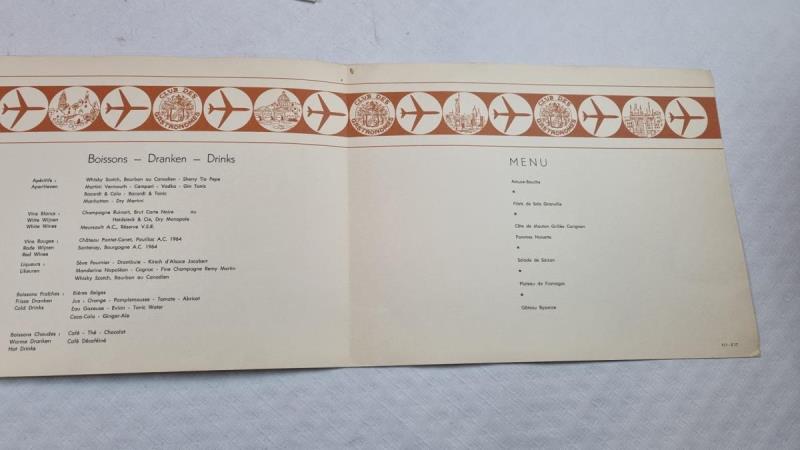 CLUB DES GASTRONOMES
CLUB DES GASTRONOMES
CLUB DES GASTRONOMES
Boissons – Dranken – Drinks
Apéritifs : Whisky Scotch, Bourbon ou Canadien - Sherry Tio Pepe
Aperitieven Martini Vermouth - Campari - Vodka - Gin Tonic
Bacardi & Cola - Bacardi & Tonic
Manhattan - Dry Martini
Vins Blancs : Champagne Ruinart, Brut Carte Noire ou
Witte Wijnen Heidsieck & Cie, Dry Monopole
White Wines Meursault A.C., Réserve V.S.R.
Vins Rouges : Château Pontet-Canet, Pauillac A.C. 1964
Rode Wijnen Santenay, Bourgogne A.C. 1964
Red Wines
Liqueurs : Sève Fournier - Drambuie - Kirsch d'Alsace Jacobert
Likeuren Mandarine Napoléon - Cognac - Fine Champagne Remy Martin
Whisky Scotch, Bourbon ou Canadien
Boissons Fraîches : Bières Belges
Frisse Dranken Jus : Orange - Pamplemousse - Tomate - Abricot
Cold Drinks Eau Gazeuse - Evian - Tonic Water
Coca-Cola - Ginger-Ale
Boissons Chaudes : Café - Thé - Chocolat
Warme Dranken Café Décaféiné
Hot Drinks
MENU
Amuse-Bouche
*
Filets de Sole Granville
*
Côte de Mouton Grillée Carignan
Pommes Noisette
*
Salade de Saison
*
Plateau de Fromages
*
Gâteau Byzance